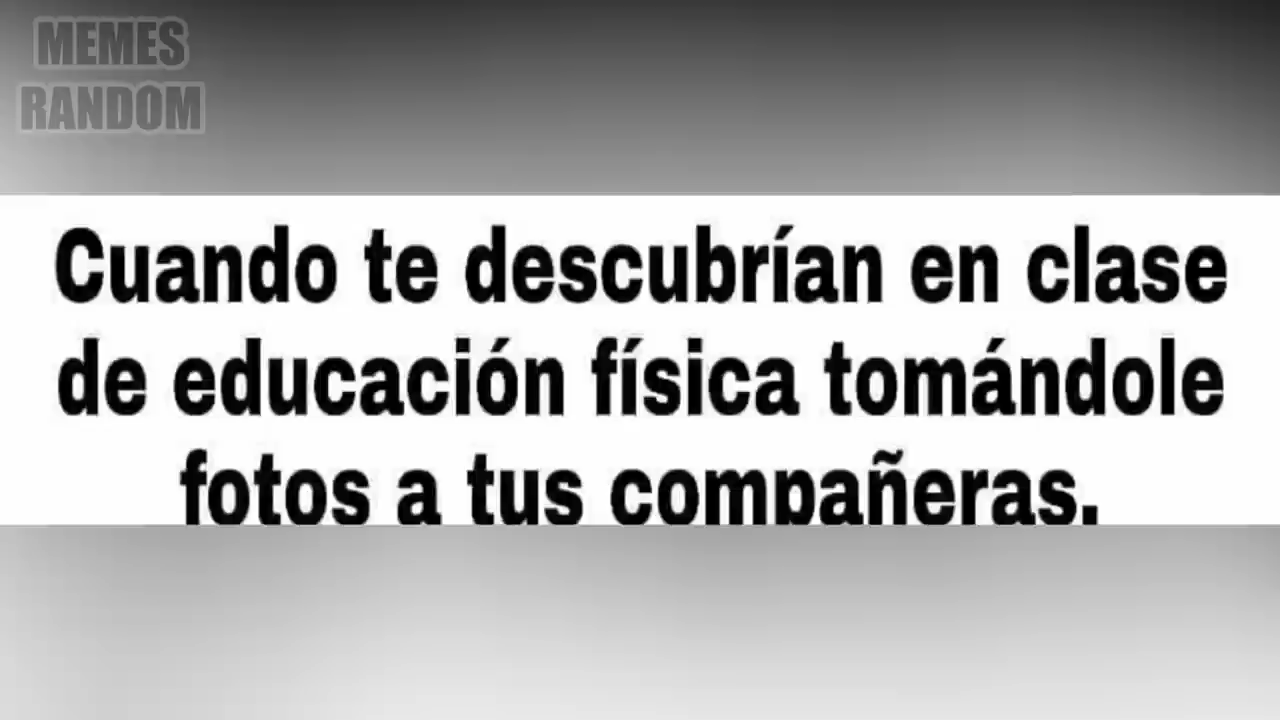 MEMES
RANDOM
Cuando te descubrían en clase
de educación física tomándole
fotos a tus compañeras.